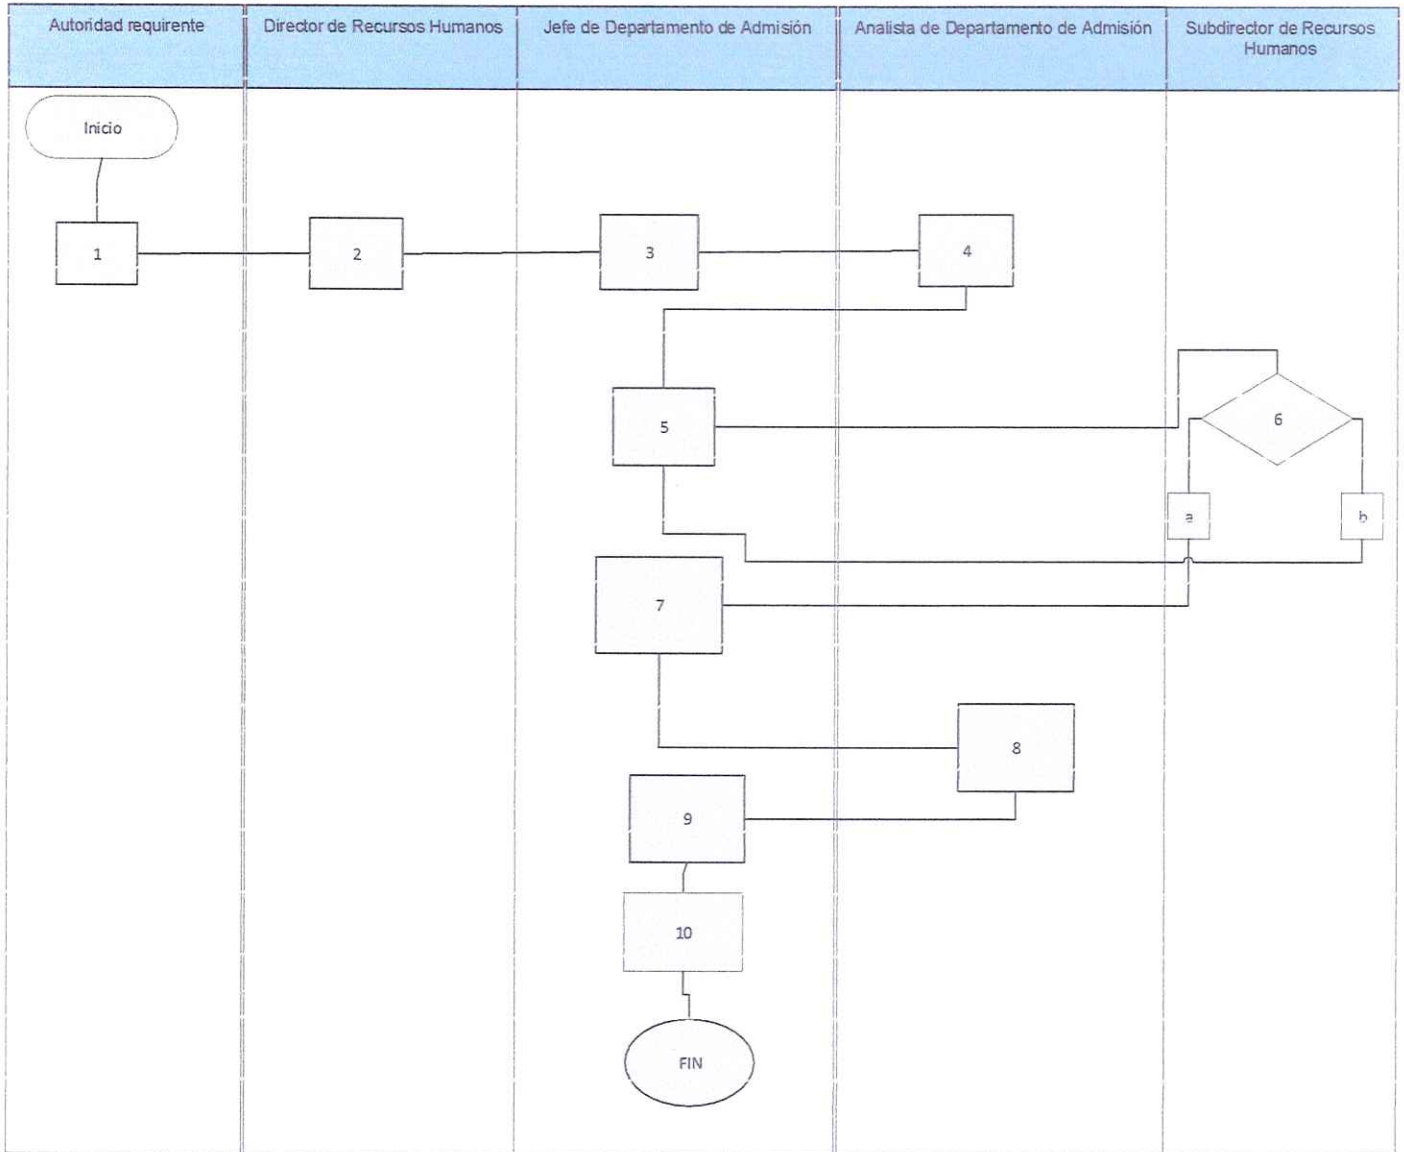 Autoridad requirente
Director de Recursos Humanos
Jefe de Departamento de Admisión
Analista de Departamento de Admisión
Subdirector de Recursos
Humanos
Inicio
1
2
3
4
5
6
a
b
7
8
9
10
FIN